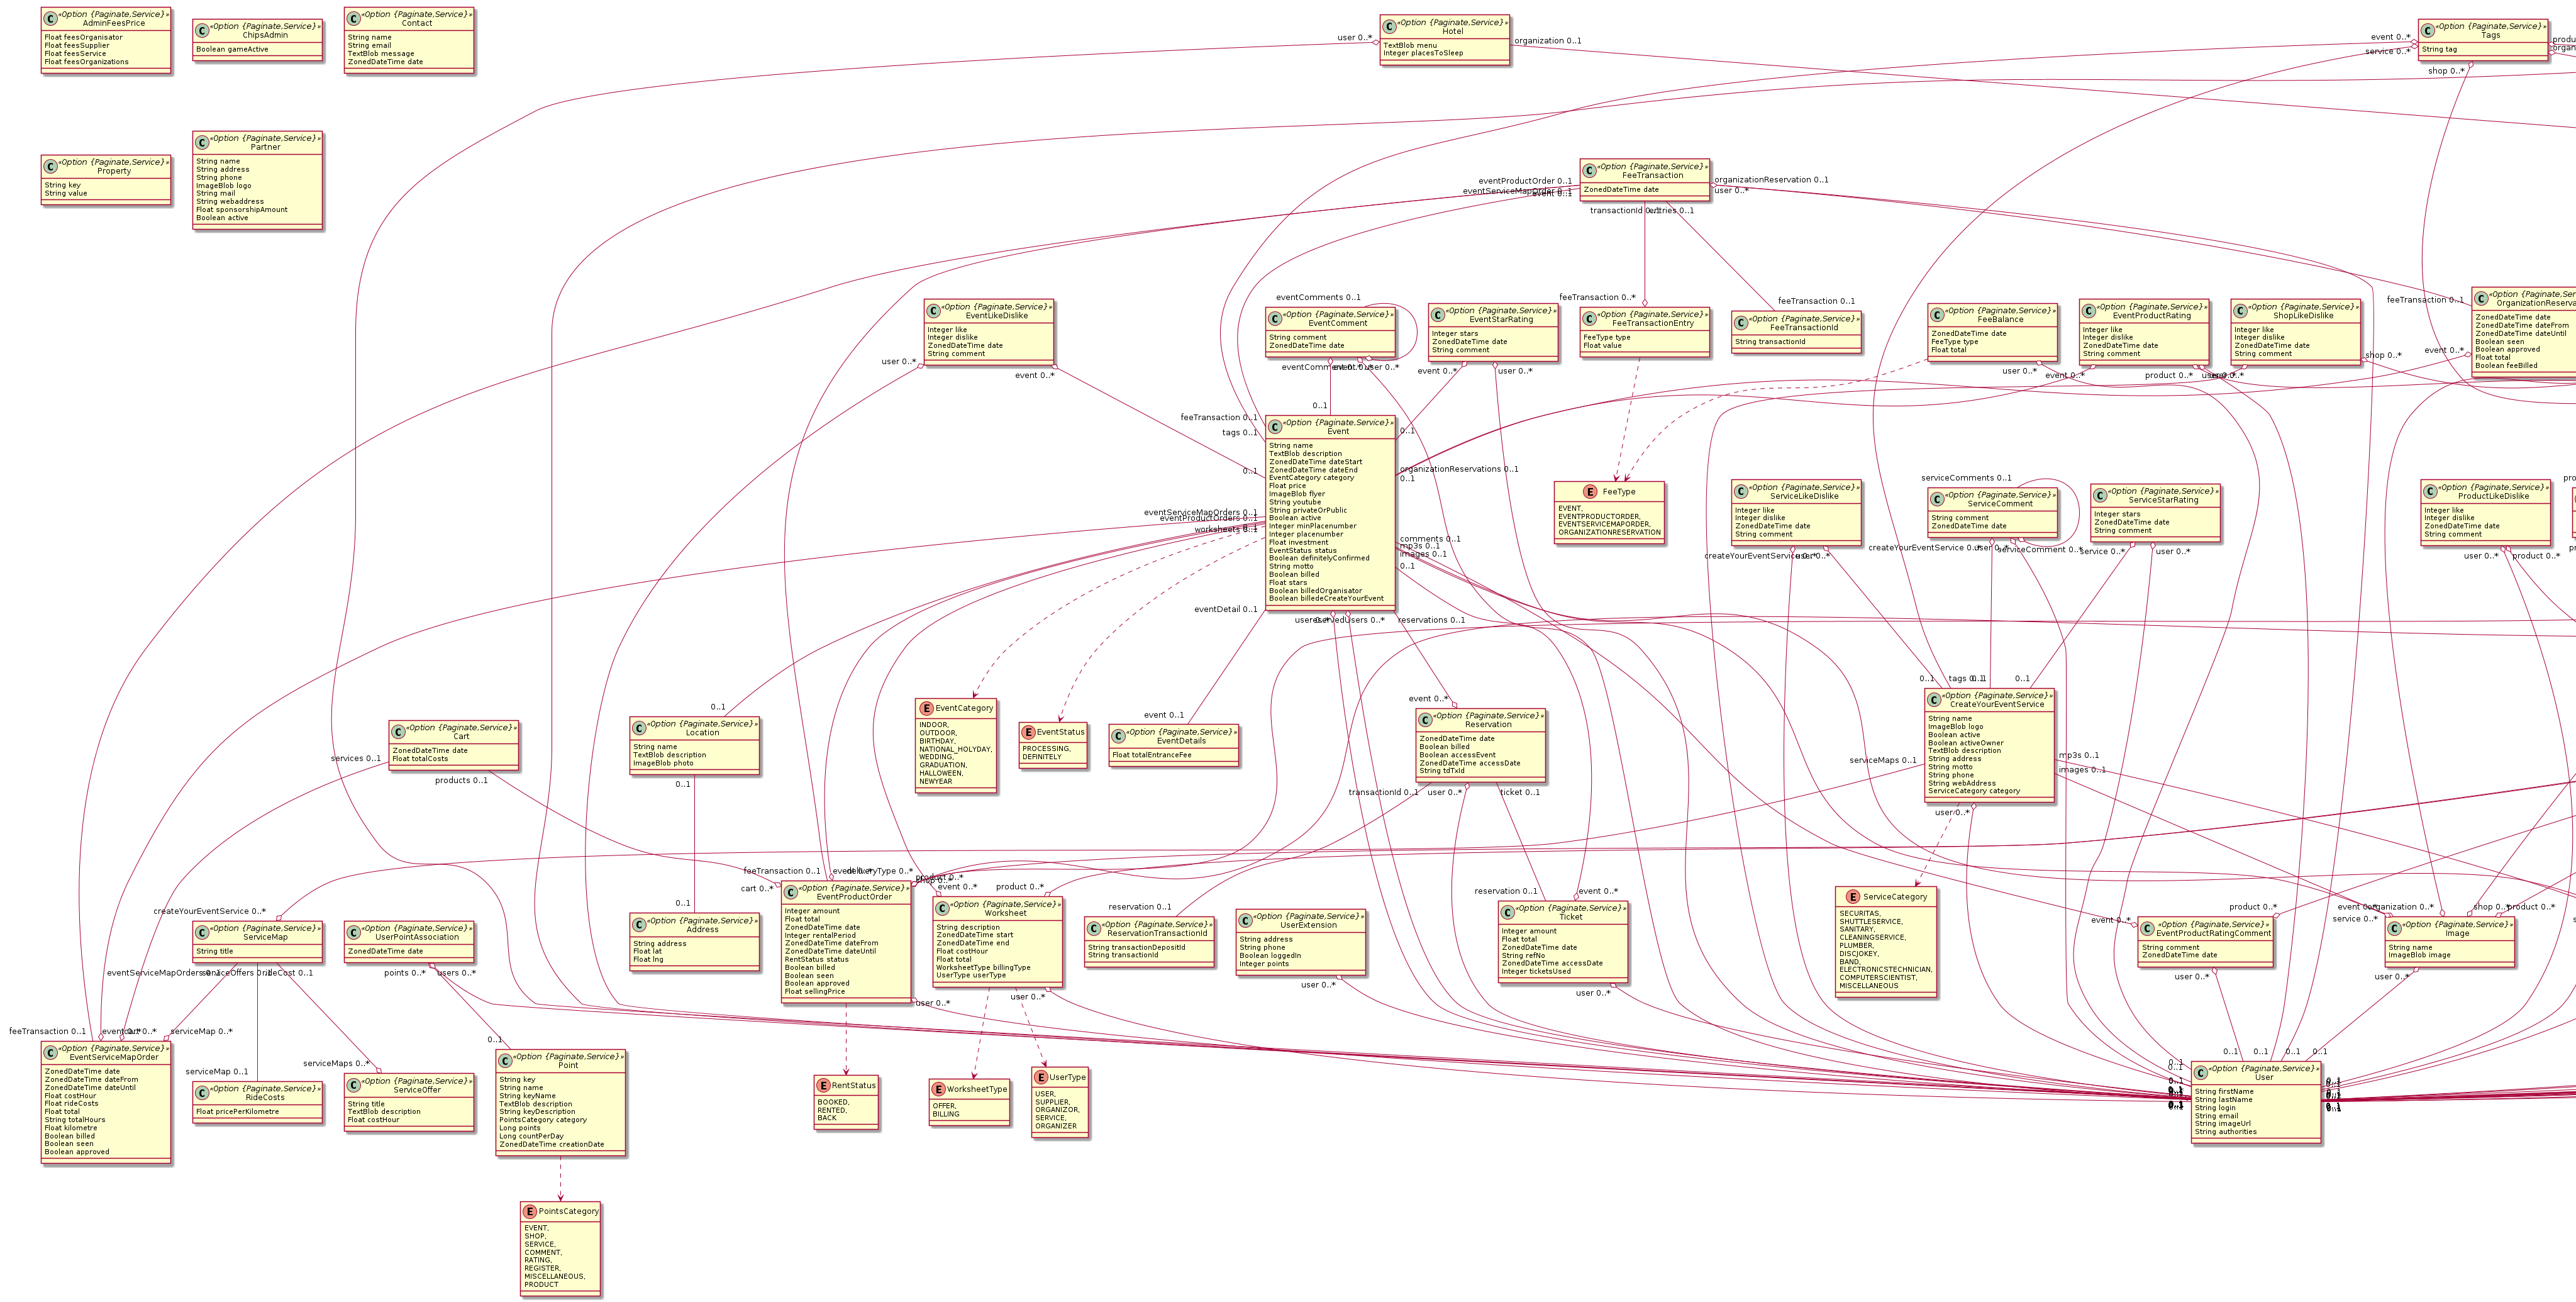 «Option {Paginate,Service}»
AdminFeesPrice
Float feesOrganisator
Float feesSupplier
Float feesService
Float feesOrganizations
«Option {Paginate,Service}»
ChipsAdmin
Boolean gameActive
«Option {Paginate,Service}»
Contact
String name
String email
TextBlob message
ZonedDateTime date
user 0..*
«Option {Paginate,Service}»
Hotel
TextBlob menu
Integer placesToSleep
organization 0..1
event 0..*
service 0..*
shop 0..*
«Option {Paginate,Service}»
Tags
String tag
«Option {Paginate,Service}»
Property
String key
String value
«Option {Paginate,Service}»
Partner
String name
String address
String phone
ImageBlob logo
String mail
String webaddress
Float sponsorshipAmount
Boolean active
«Option {Paginate,Service}»
FeeTransaction
ZonedDateTime date
eventProductOrder 0..1
eventServiceMapOrder 0..1
event 0..1
organizationReservation 0..1
user 0..*
transactionId 0..1
entries 0..1
«Option {Paginate,Service}»
EventLikeDislike
Integer like
Integer dislike
ZonedDateTime date
String comment
user 0..*
event 0..*
eventComments 0..1
«Option {Paginate,Service}»
EventComment
String comment
ZonedDateTime date
eventComment 0..*
event 0..*
user 0..*
«Option {Paginate,Service}»
EventStarRating
Integer stars
ZonedDateTime date
String comment
event 0..*
user 0..*
feeTransaction 0..*
«Option {Paginate,Service}»
FeeTransactionEntry
FeeType type
Float value
feeTransaction 0..1
«Option {Paginate,Service}»
FeeTransactionId
String transactionId
«Option {Paginate,Service}»
FeeBalance
ZonedDateTime date
FeeType type
Float total
user 0..*
«Option {Paginate,Service}»
EventProductRating
Integer like
Integer dislike
ZonedDateTime date
String comment
event 0..*
product 0..*
user 0..*
«Option {Paginate,Service}»
ShopLikeDislike
Integer like
Integer dislike
ZonedDateTime date
String comment
user 0..*
shop 0..*
feeTransaction 0..1
event 0..*
ZonedDateTime date
ZonedDateTime dateFrom
ZonedDateTime dateUntil
Boolean seen
Boolean approved
Float total
Boolean feeBilled
0..1
feeTransaction 0..1
tags 0..1
0..1
0..1
«Option {Paginate,Service}»
Event
String name
TextBlob description
ZonedDateTime dateStart
ZonedDateTime dateEnd
EventCategory category
Float price
ImageBlob flyer
String youtube
String privateOrPublic
Boolean active
Integer minPlacenumber
Integer placenumber
Float investment
EventStatus status
Boolean definitelyConfirmed
String motto
Boolean billed
Float stars
Boolean billedOrganisator
Boolean billedeCreateYourEvent
organizationReservations 0..1
0..1
eventServiceMapOrders 0..1
eventProductOrders 0..1
worksheets 0..1
comments 0..1
mp3s 0..1
images 0..1
0..1
eventDetail 0..1
users 0..*
reservedUsers 0..*
reservations 0..1
FeeType
EVENT,
EVENTPRODUCTORDER,
EVENTSERVICEMAPORDER,
ORGANIZATIONRESERVATION
«Option {Paginate,Service}»
ServiceLikeDislike
Integer like
Integer dislike
ZonedDateTime date
String comment
createYourEventService 0..*
user 0..*
serviceComments 0..1
«Option {Paginate,Service}»
ServiceComment
String comment
ZonedDateTime date
createYourEventService 0..*
user 0..*
serviceComment 0..*
«Option {Paginate,Service}»
ServiceStarRating
Integer stars
ZonedDateTime date
String comment
service 0..*
user 0..*
«Option {Paginate,Service}»
ProductLikeDislike
Integer like
Integer dislike
ZonedDateTime date
String comment
user 0..*
product 0..*
«Option {Paginate,Service}»
Cart
ZonedDateTime date
Float totalCosts
services 0..1
products 0..1
0..1
«Option {Paginate,Service}»
Location
String name
TextBlob description
ImageBlob photo
0..1
EventCategory
INDOOR,
OUTDOOR,
BIRTHDAY,
NATIONAL_HOLYDAY,
WEDDING,
GRADUATION,
HALLOWEEN,
NEWYEAR
EventStatus
PROCESSING,
DEFINITELY
event 0..1
«Option {Paginate,Service}»
EventDetails
Float totalEntranceFee
event 0..*
«Option {Paginate,Service}»
Reservation
ZonedDateTime date
Boolean billed
Boolean accessEvent
ZonedDateTime accessDate
String tdTxId
transactionId 0..1
user 0..*
ticket 0..1
0..1
tags 0..1
0..1
0..1
«Option {Paginate,Service}»
CreateYourEventService
String name
ImageBlob logo
Boolean active
Boolean activeOwner
TextBlob description
String address
String motto
String phone
String webAddress
ServiceCategory category
serviceMaps 0..1
mp3s 0..1
images 0..1
user 0..*
createYourEventService 0..*
«Option {Paginate,Service}»
ServiceMap
String title
eventServiceMapOrders 0..1
serviceOffers 0..1
rideCost 0..1
«Option {Paginate,Service}»
UserPointAssociation
ZonedDateTime date
points 0..*
users 0..*
0..1
«Option {Paginate,Service}»
Address
String address
Float lat
Float lng
feeTransaction 0..1
cart 0..*
event 0..*
deliveryType 0..*
product 0..*
shop 0..*
«Option {Paginate,Service}»
EventProductOrder
Integer amount
Float total
ZonedDateTime date
Integer rentalPeriod
ZonedDateTime dateFrom
ZonedDateTime dateUntil
RentStatus status
Boolean billed
Boolean seen
Boolean approved
Float sellingPrice
user 0..*
event 0..*
product 0..*
«Option {Paginate,Service}»
Worksheet
String description
ZonedDateTime start
ZonedDateTime end
Float costHour
Float total
WorksheetType billingType
UserType userType
user 0..*
reservation 0..1
«Option {Paginate,Service}»
ReservationTransactionId
String transactionDepositId
String transactionId
«Option {Paginate,Service}»
UserExtension
String address
String phone
Boolean loggedIn
Integer points
user 0..*
reservation 0..1
event 0..*
«Option {Paginate,Service}»
Ticket
Integer amount
Float total
ZonedDateTime date
String refNo
ZonedDateTime accessDate
Integer ticketsUsed
user 0..*
ServiceCategory
SECURITAS,
SHUTTLESERVICE,
SANITARY,
CLEANINGSERVICE,
PLUMBER,
DISCJOKEY,
BAND,
ELECTRONICSTECHNICIAN,
COMPUTERSCIENTIST,
MISCELLANEOUS
event 0..*
product 0..*
«Option {Paginate,Service}»
EventProductRatingComment
String comment
ZonedDateTime date
user 0..*
event 0..*
organization 0..*
service 0..*
shop 0..*
product 0..*
«Option {Paginate,Service}»
Image
String name
ImageBlob image
user 0..*
feeTransaction 0..1
event 0..*
cart 0..*
serviceMap 0..*
«Option {Paginate,Service}»
EventServiceMapOrder
ZonedDateTime date
ZonedDateTime dateFrom
ZonedDateTime dateUntil
Float costHour
Float rideCosts
Float total
String totalHours
Float kilometre
Boolean billed
Boolean seen
Boolean approved
serviceMap 0..1
«Option {Paginate,Service}»
RideCosts
Float pricePerKilometre
serviceMaps 0..*
«Option {Paginate,Service}»
ServiceOffer
String title
TextBlob description
Float costHour
0..1
«Option {Paginate,Service}»
Point
String key
String name
String keyName
TextBlob description
String keyDescription
PointsCategory category
Long points
Long countPerDay
ZonedDateTime creationDate
RentStatus
BOOKED,
RENTED,
BACK
WorksheetType
OFFER,
BILLING
UserType
USER,
SUPPLIER,
ORGANIZOR,
SERVICE,
ORGANIZER
0..1
0..1
0..1
0..1
0..1
0..1
0..1
«Option {Paginate,Service}»
User
String firstName
String lastName
String login
String email
String imageUrl
String authorities
PointsCategory
EVENT,
SHOP,
SERVICE,
COMMENT,
RATING,
REGISTER,
MISCELLANEOUS,
PRODUCT